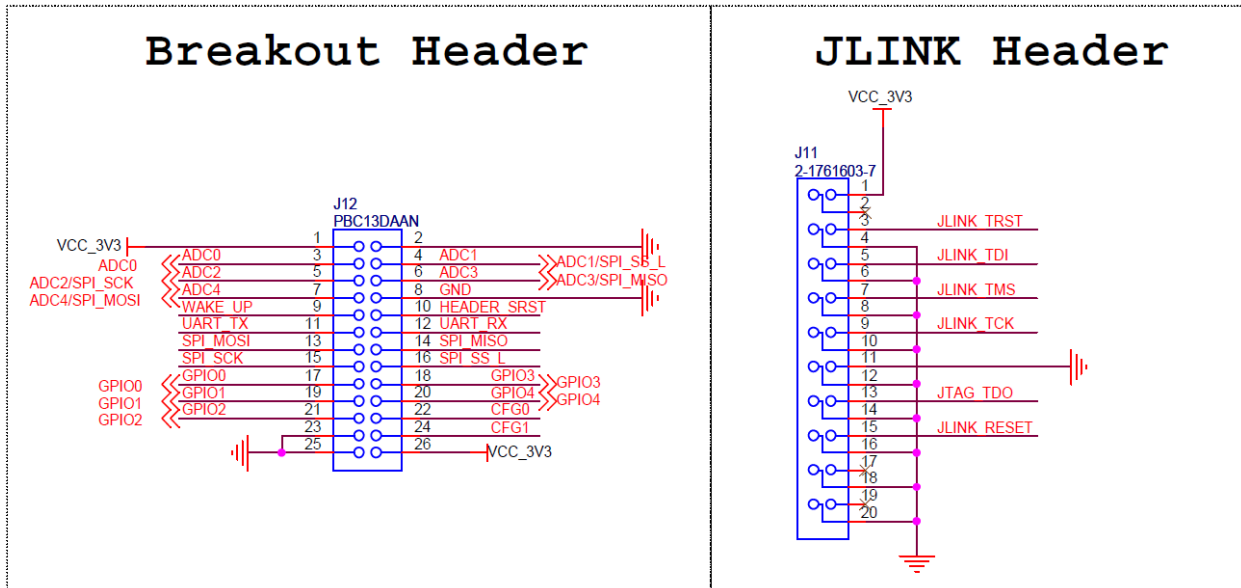 Breakout Header
JLINK Header
J12
PBC13DAAN
VCC_3V3 1 2
ADC0 ADC0 3 4 ADC1 ADC1/SPI_SS_L
ADC2/SPI_SCK ADC2 5 6 ADC3 ADC3/SPI_MISO
ADC4/SPI_MOSI ADC4 7 8 GND
WAKE_UP 9 10 HEADER_SRST
UART_TX 11 12 UART_RX
SPI_MOSI 13 14 SPI_MISO
SPI_SCK 15 16 SPI_SS_L
GPIO0 GPIO0 17 18 GPIO3 GPIO3
GPIO1 GPIO1 19 20 GPIO4 GPIO4
GPIO2 GPIO2 21 22 CFG0
23 24 CFG1
25 26 VCC_3V3
VCC_3V3
J11
2-1761603-7
1
2
3 JLINK_TRST
4
5 JLINK_TDI
6
7 JLINK_TMS
8
9 JLINK_TCK
10
11
12
13 JTAG_TDO
14
15 JLINK_RESET
16
17
18
19
20